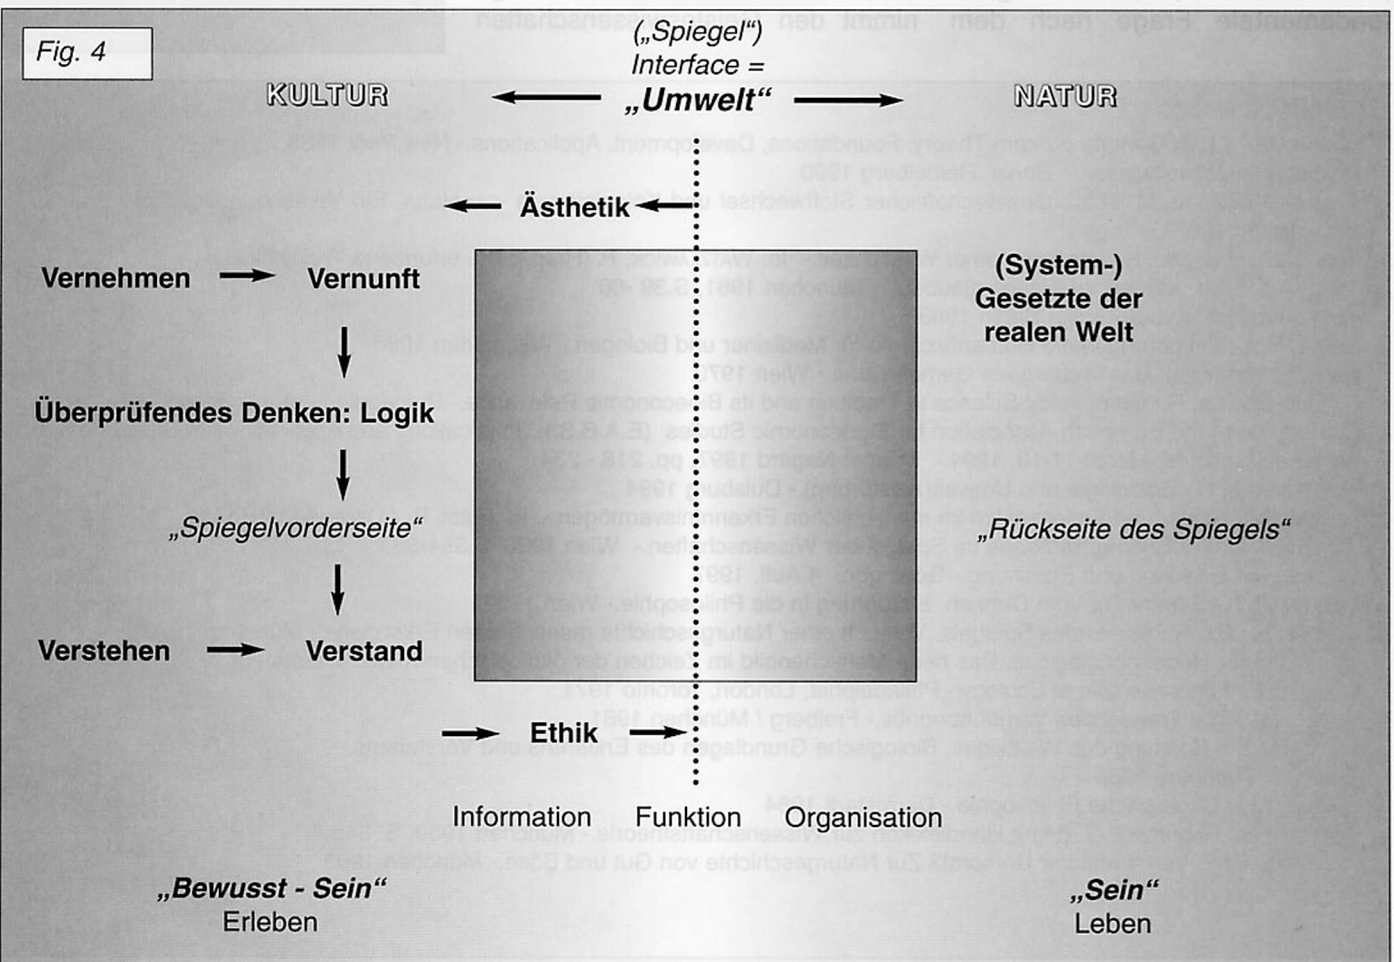 Fig. 4
(„Spiegel“)
Interface =
KULTUR
„Umwelt“
NATUR
Ästhetik
Vernehmen
Vernunft
(System-)
Gesetzte der
realen Welt
Überprüfendes Denken: Logik
„Spiegelvorderseite“
„Rückseite des Spiegels“
Verstehen
Verstand
Ethik
Information
Funktion
Organisation
„Bewusst - Sein“
Erleben
„Sein“
Leben